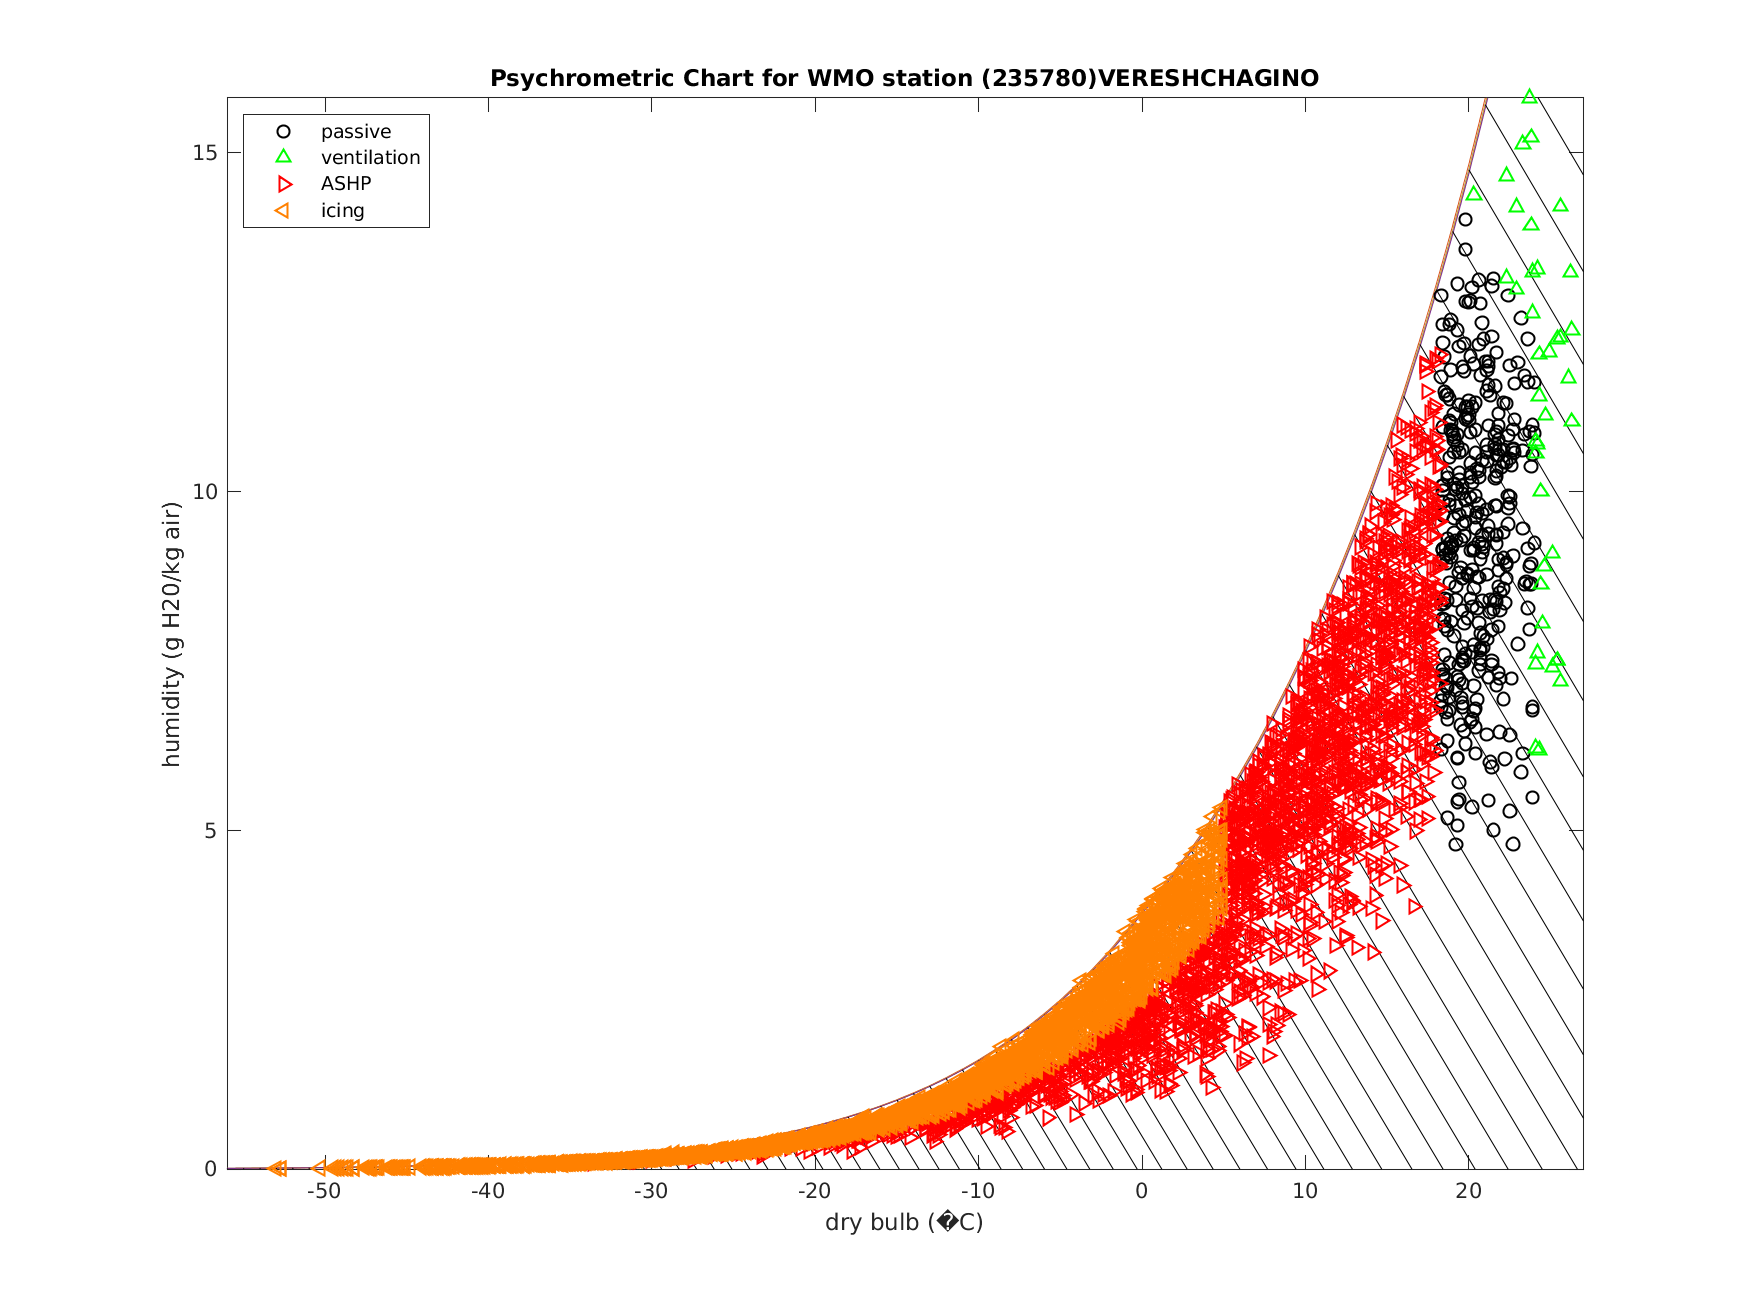 Psychrometric Chart for WMO station (235780)VERESHCHAGINO
passive
ventilation
ASHP
icing
15
10
5
0
humidity (g H20/kg air)
-50 -40 -30 -20 -10 0 10 20
dry bulb (�C)